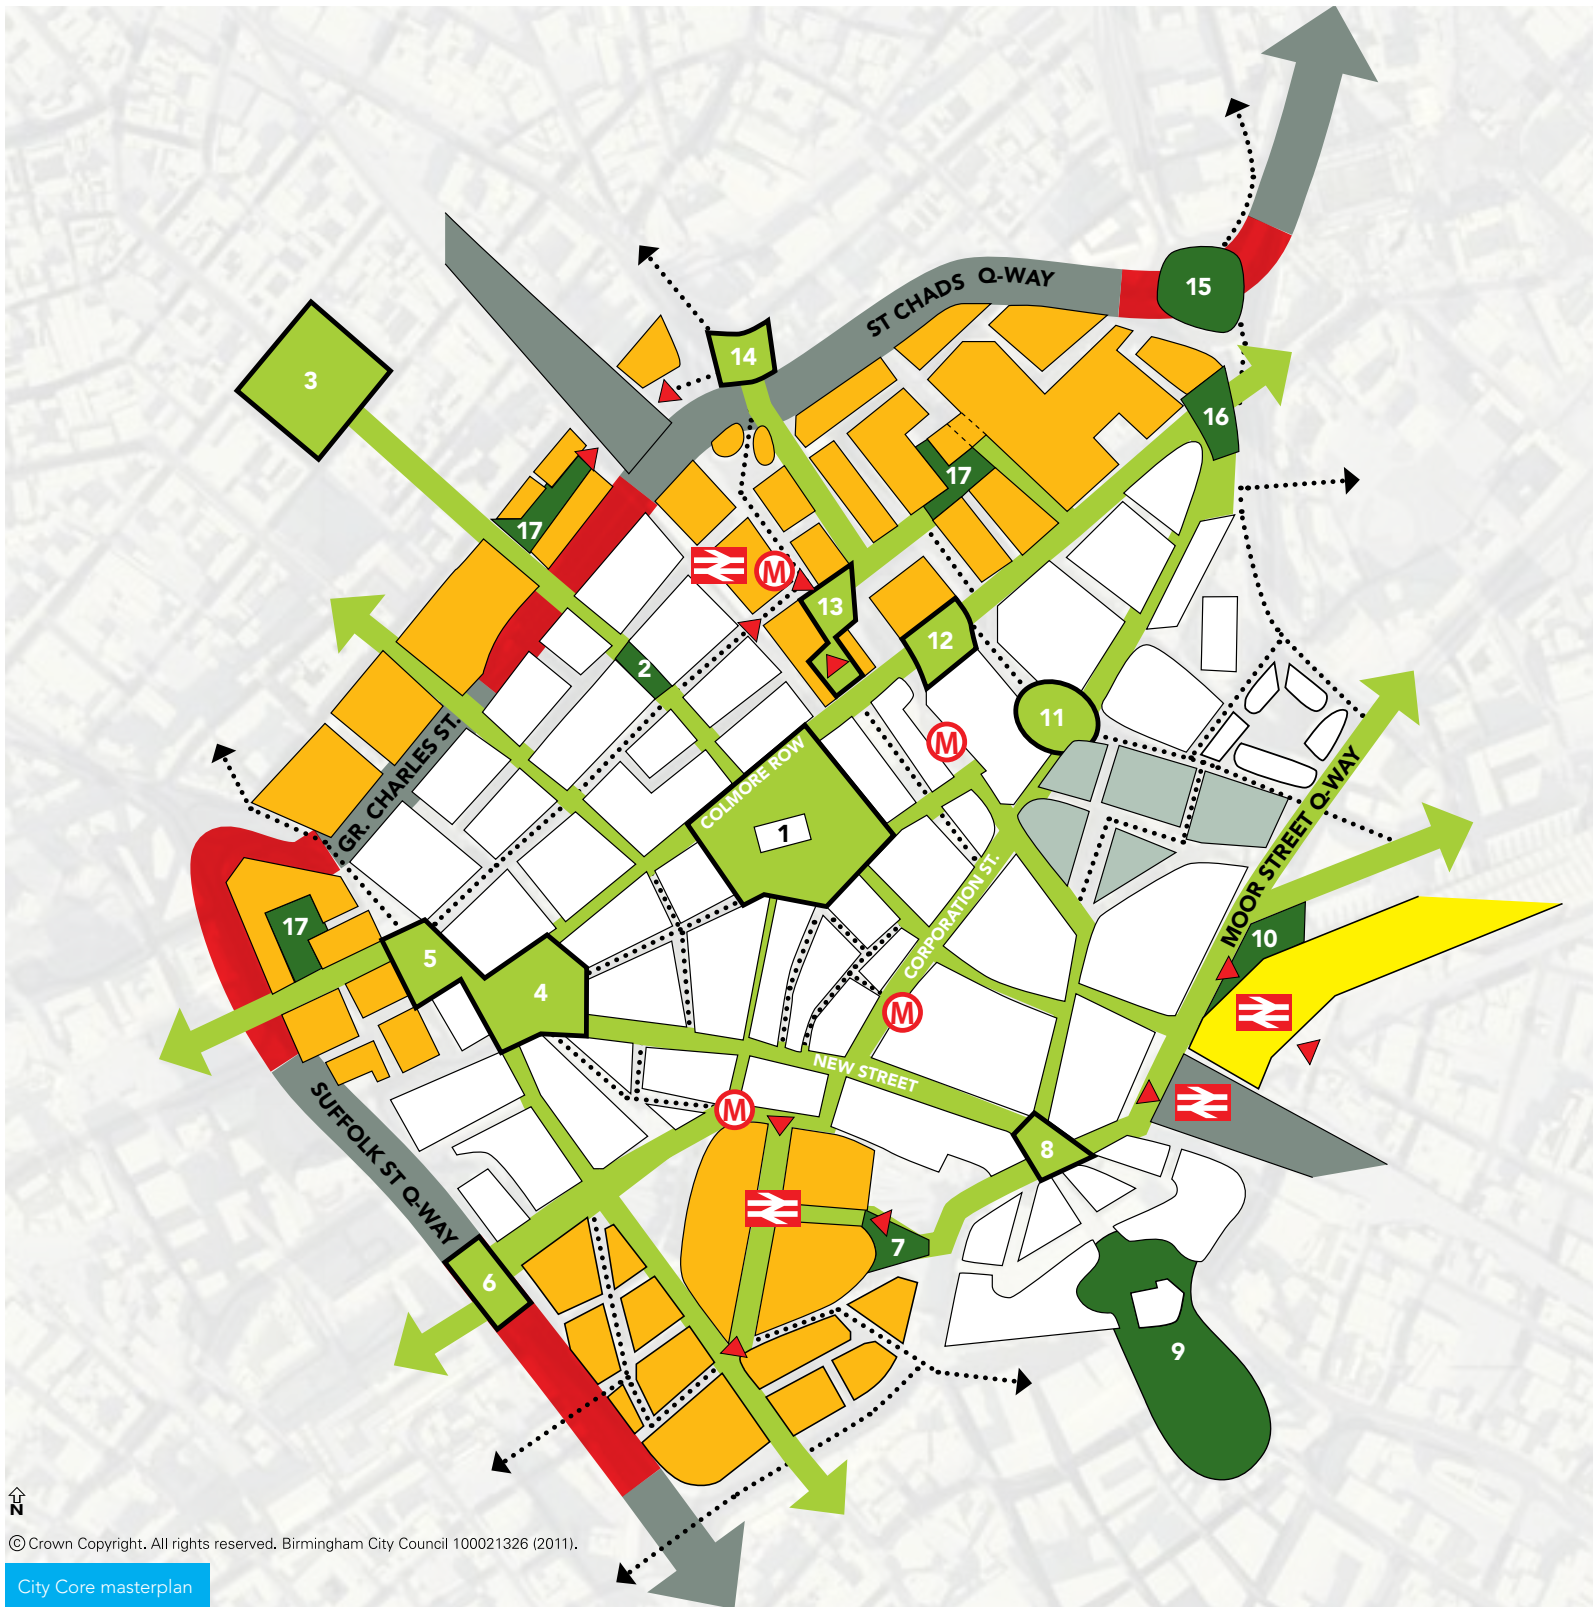 15
ST CHADS Q-WAY
14
3
16
17
17
M
13
12
2
11
M
GR. CHARLES ST.
COLMORE ROW
1
MOOR STREET Q-WAY
CORPORATION ST.
17
10
5
4
M
NEW STREET
SUFFOLK ST Q-WAY
M
8
7
6
9
N
© Crown Copyright. All rights reserved. Birmingham City Council 100021326 (2011).
City Core masterplan